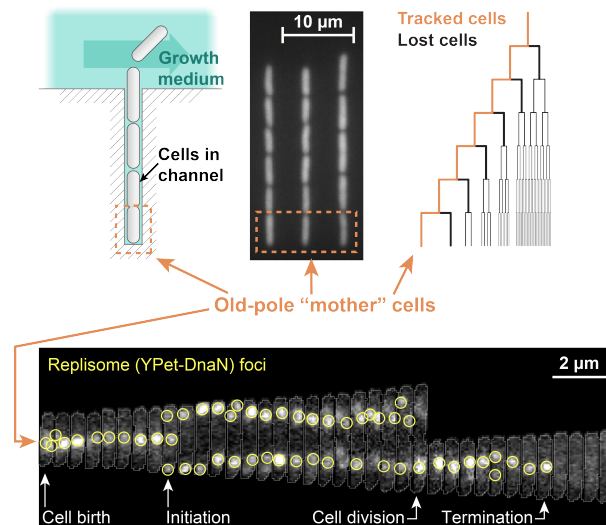 Growth
medium
Cells in
channel
10 µm
Tracked cells
Lost cells
Old-pole “mother” cells
Replisome (YPet-DnaN) foci
2 µm
Cell birth
Initiation
Cell division
Termination